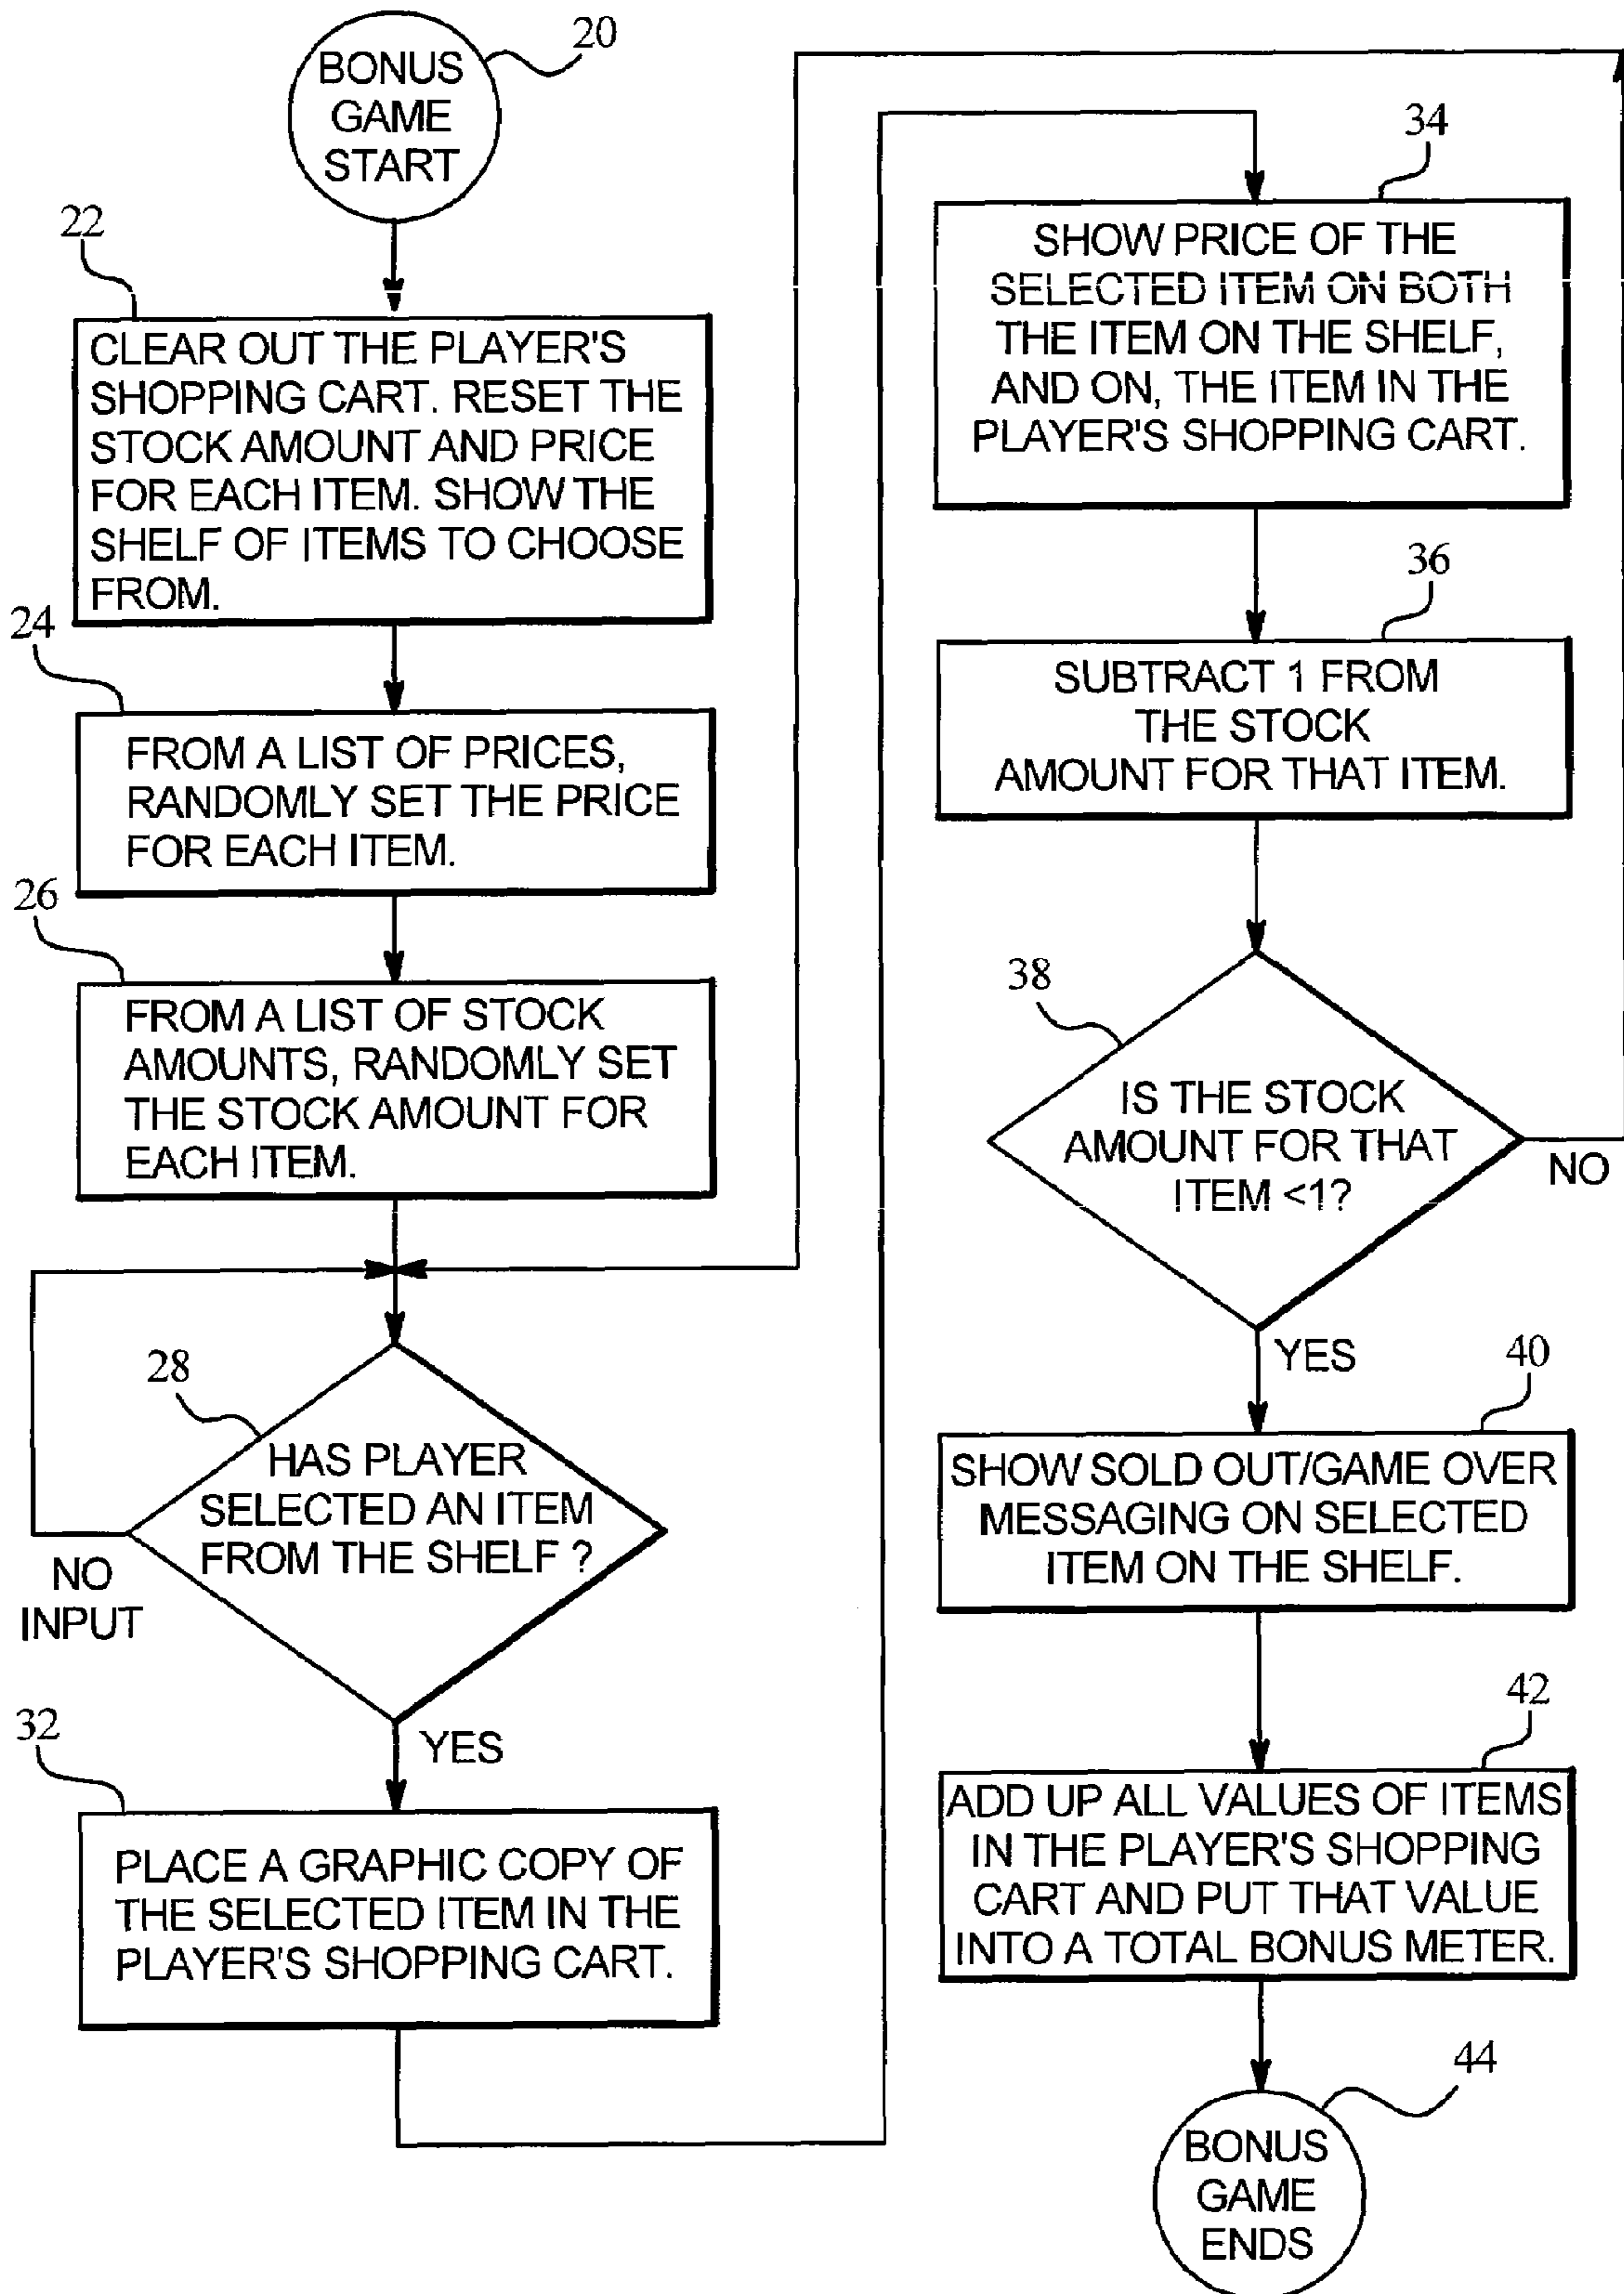 20
BONUS
GAME
START
22
CLEAR OUT THE PLAYER'S
SHOPPING CART. RESET THE
STOCK AMOUNT AND PRICE
FOR EACH ITEM. SHOW THE
SHELF OF ITEMS TO CHOOSE
FROM.
24
FROM A LIST OF PRICES,
RANDOMLY SET THE PRICE
FOR EACH ITEM.
26
FROM A LIST OF STOCK
AMOUNTS, RANDOMLY SET
THE STOCK AMOUNT FOR
EACH ITEM.
28
HAS PLAYER
SELECTED AN ITEM
FROM THE SHELF ?
NO
INPUT
YES
32
PLACE A GRAPHIC COPY OF
THE SELECTED ITEM IN THE
PLAYER'S SHOPPING CART.
34
SHOW PRICE OF THE
SELECTED ITEM ON BOTH
THE ITEM ON THE SHELF,
AND ON, THE ITEM IN THE
PLAYER'S SHOPPING CART.
36
SUBTRACT 1 FROM
THE STOCK
AMOUNT FOR THAT ITEM.
38
IS THE STOCK
AMOUNT FOR THAT
ITEM <1?
NO
YES
40
SHOW SOLD OUT/GAME OVER
MESSAGING ON SELECTED
ITEM ON THE SHELF.
42
ADD UP ALL VALUES OF ITEMS
IN THE PLAYER'S SHOPPING
CART AND PUT THAT VALUE
INTO A TOTAL BONUS METER.
44
BONUS
GAME
ENDS